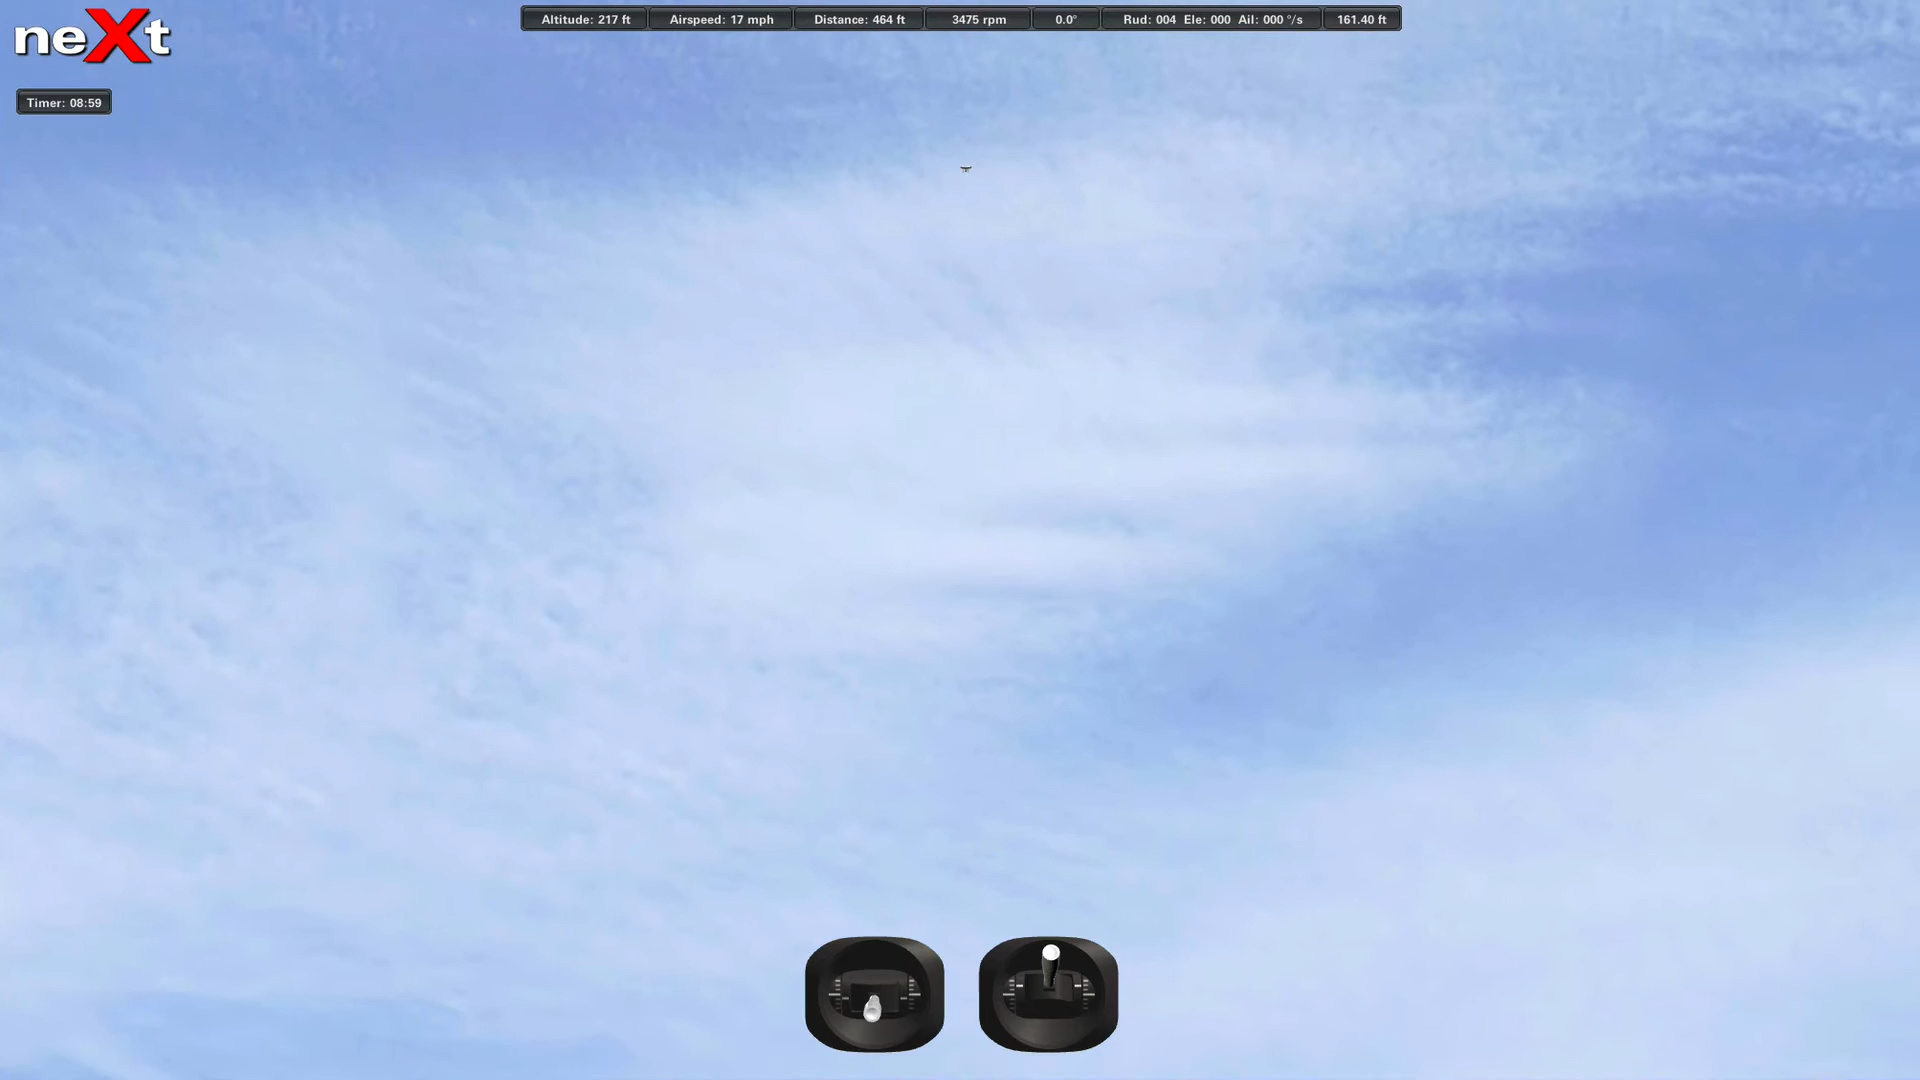 neXt
Altitude: 217 ft
Airspeed: 17 mph
Distance: 464 ft
3475 rpm
0.0°
Rud: 004 Ele: 000 Ail: 000 °/s
161.40 ft
Timer: 08:59